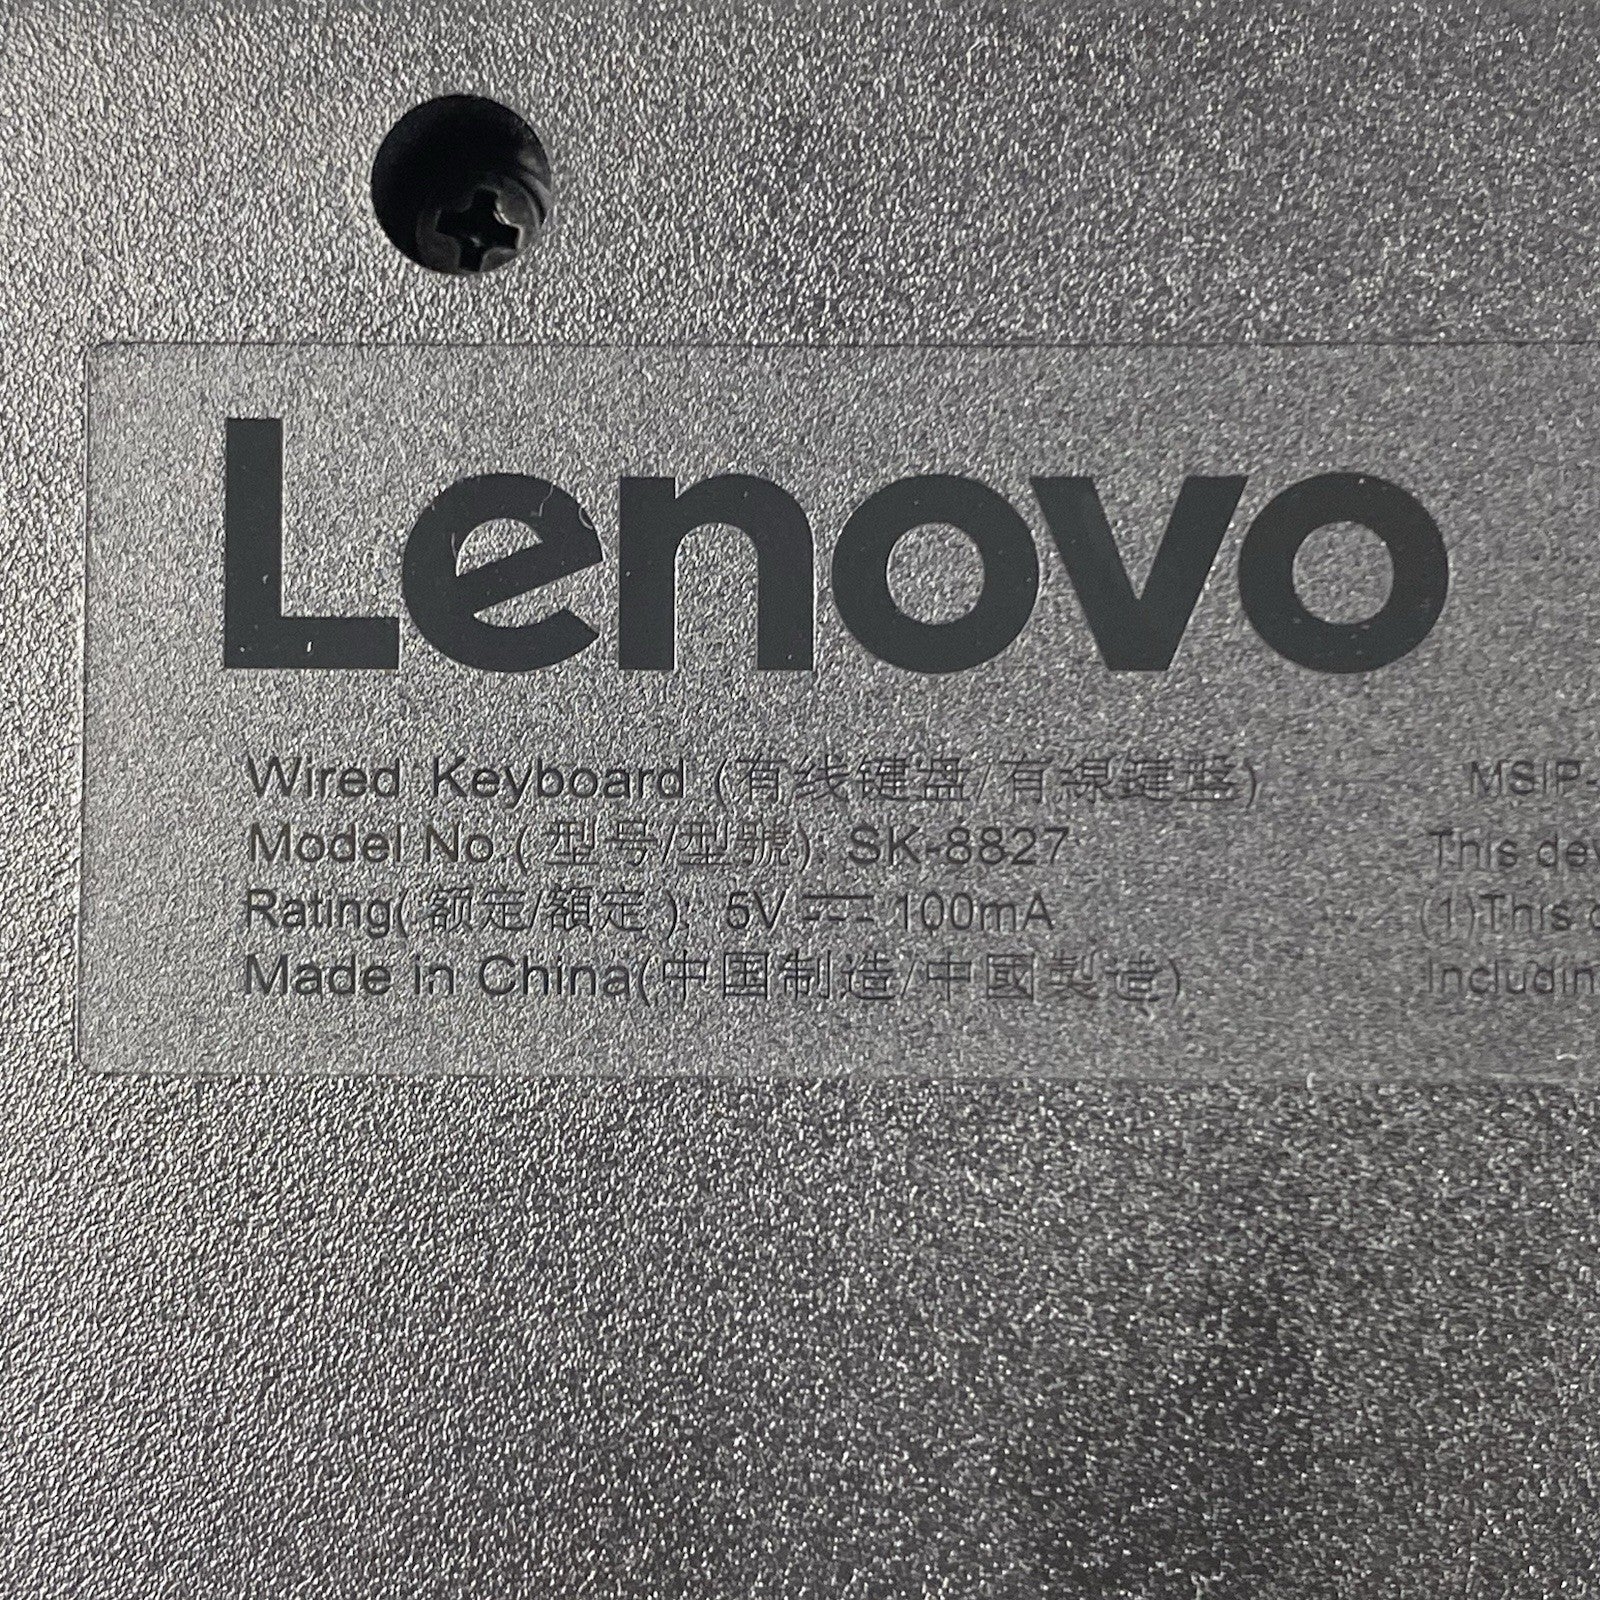 Lenovo
Wired Keyboard (有线键盘/有線鍵盤)
Model No.(型号/型號): SK-8827
Rating(额定/額定): 5V ⎓ 100mA
Made in China(中国制造/中國製造)
MSIP-
This dev
(1)This
Includin